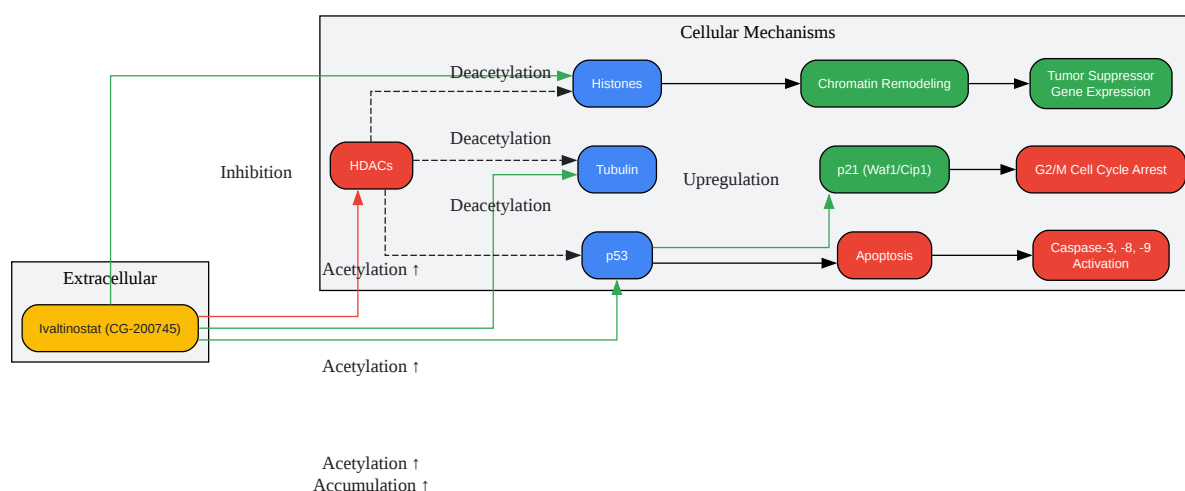 Cellular Mechanisms
Deacetylation
Histones
Chromatin Remodeling
Tumor Suppressor
Gene Expression
Deacetylation
HDACs
Tubulin
p21 (Waf1/Cip1)
G2/M Cell Cycle Arrest
Inhibition
Upregulation
Deacetylation
p53
Apoptosis
Caspase-3, -8, -9
Activation
Acetylation ↑
Extracellular
Ivaltinostat (CG-200745)
Acetylation ↑
Acetylation ↑
Accumulation ↑